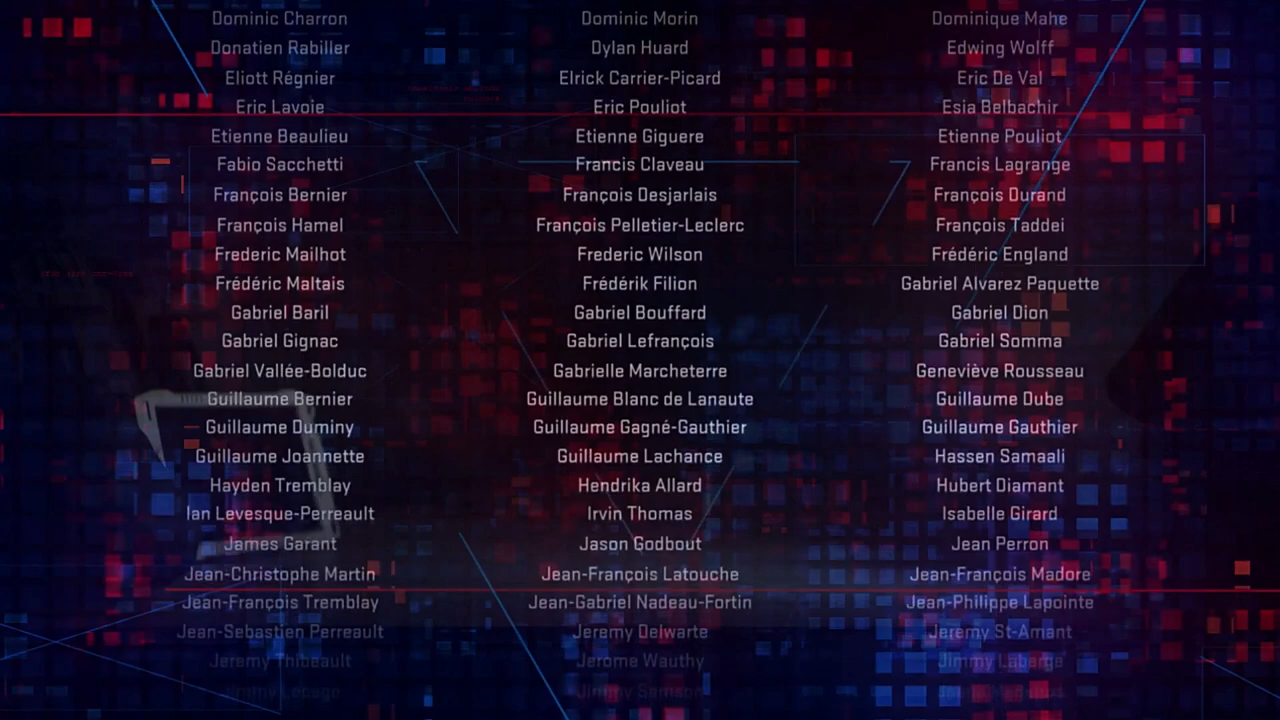 Dominic Charron Dominic Morin Dominique Mahe
Donatien Rabiller Dylan Huard Edwing Wolff
Eliott Régnier Elrick Carrier-Picard Eric De Val
Eric Lavoie Eric Pouliot Esia Belbachir
Etienne Beaulieu Etienne Giguere Etienne Pouliot
Fabio Sacchetti Francis Claveau Francis Lagrange
François Bernier François Desjarlais François Durand
François Hamel François Pelletier-Leclerc François Taddei
Frederic Mailhot Frederic Wilson Frédéric England
Frédéric Maltais Frédérik Filion Gabriel Alvarez Paquette
Gabriel Baril Gabriel Bouffard Gabriel Dion
Gabriel Gignac Gabriel Lefrançois Gabriel Somma
Gabriel Vallée-Bolduc Gabrielle Marcheterre Geneviève Rousseau
Guillaume Bernier Guillaume Blanc de Lanaute Guillaume Dube
Guillaume Duminy Guillaume Gagné-Gauthier Guillaume Gauthier
Guillaume Joannette Guillaume Lachance Hassen Samaali
Hayden Tremblay Hendrika Allard Hubert Diamant
Ian Levesque-Perreault Irvin Thomas Isabelle Girard
James Garant Jason Godbout Jean Perron
Jean-Christophe Martin Jean-François Latouche Jean-François Madore
Jean-François Tremblay Jean-Gabriel Nadeau-Fortin Jean-Philippe Lapointe
Jean-Sebastien Perreault Jeremy Delwarte Jeremy St-Amant
Jeremy Thibeault Jerome Wauthy Jimmy Laberge
Jimmy Jimmy Samson